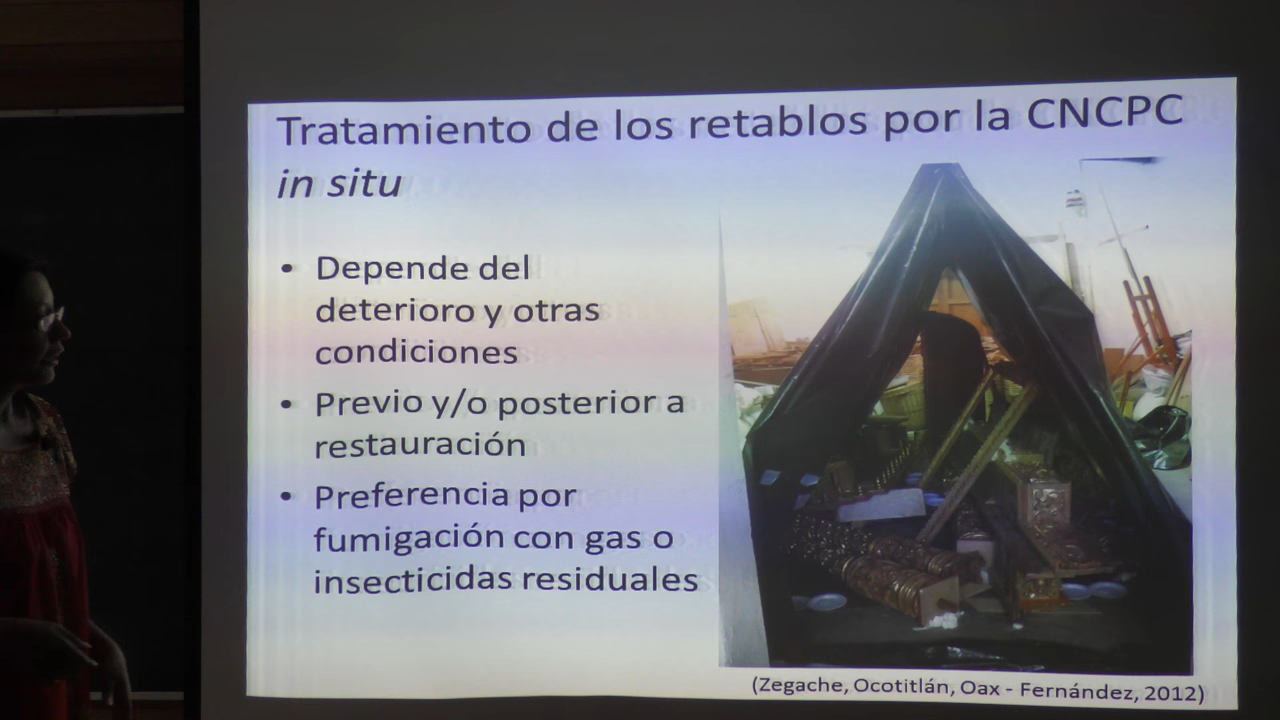 Tratamiento de los retablos por la CNCPC
in situ
• Depende del
deterioro y otras
condiciones
• Previo y/o posterior a
restauración
• Preferencia por
fumigación con gas o
insecticidas residuales
(Zegache, Ocotitlán, Oax - Fernández, 2012)